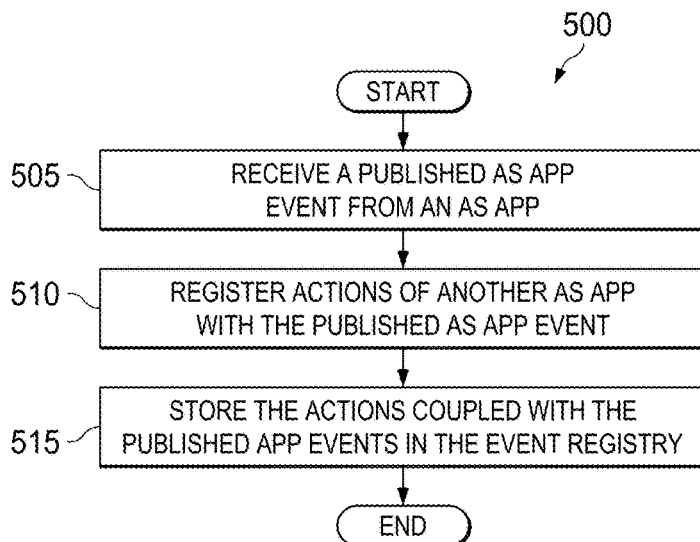 500
START
505
RECEIVE A PUBLISHED AS APP
EVENT FROM AN AS APP
510
REGISTER ACTIONS OF ANOTHER AS APP
WITH THE PUBLISHED AS APP EVENT
515
STORE THE ACTIONS COUPLED WITH THE
PUBLISHED APP EVENTS IN THE EVENT REGISTRY
END